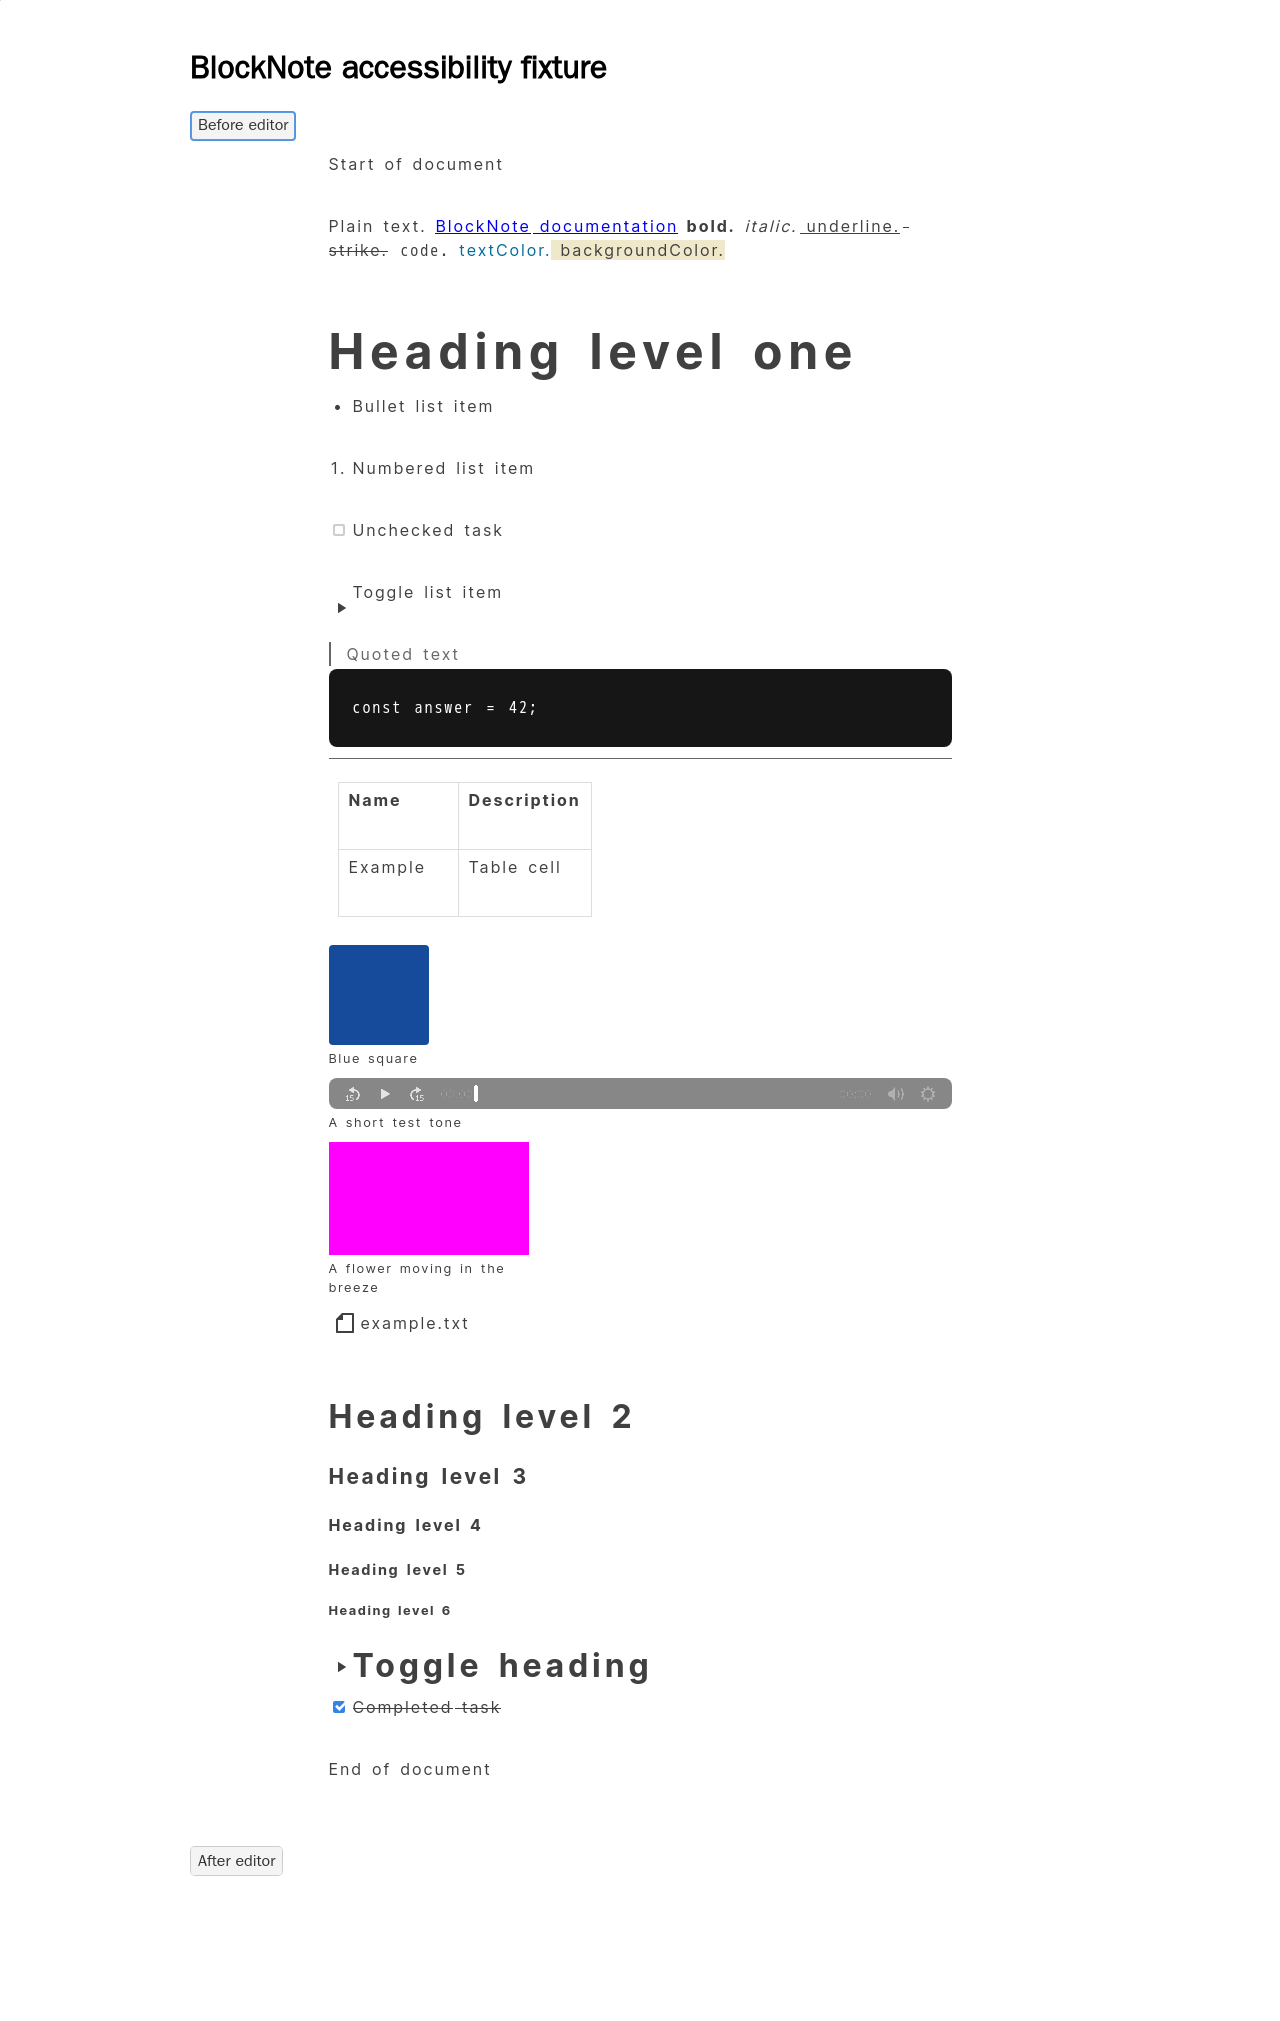 BlockNote accessibility fixture
Before editor
Start of document
Plain text. BlockNote documentation bold. italic. underline.
strike. code. textColor. backgroundColor.
Heading level one
• Bullet list item
1. Numbered list item
Unchecked task
Toggle list item
Quoted text
const answer = 42;
Name Description
Example Table cell
Blue square
15 15
A short test tone
A flower moving in the
breeze
example.txt
Heading level 2
Heading level 3
Heading level 4
Heading level 5
Heading level 6
Toggle heading
Completed task
End of document
After editor